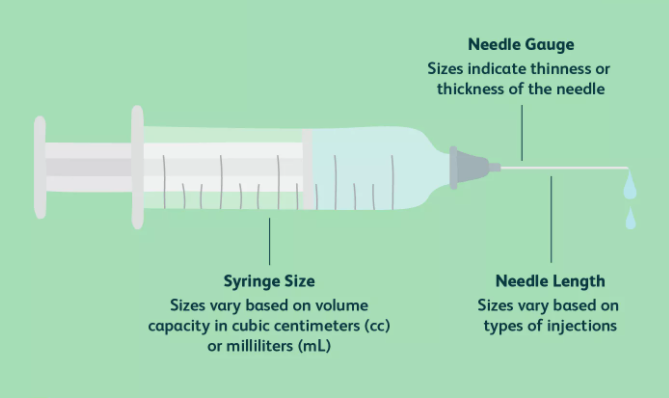 Needle Gauge
Sizes indicate thinness or
thickness of the needle
Syringe Size
Sizes vary based on volume
capacity in cubic centimeters (cc)
or milliliters (mL)
Needle Length
Sizes vary based on
types of injections